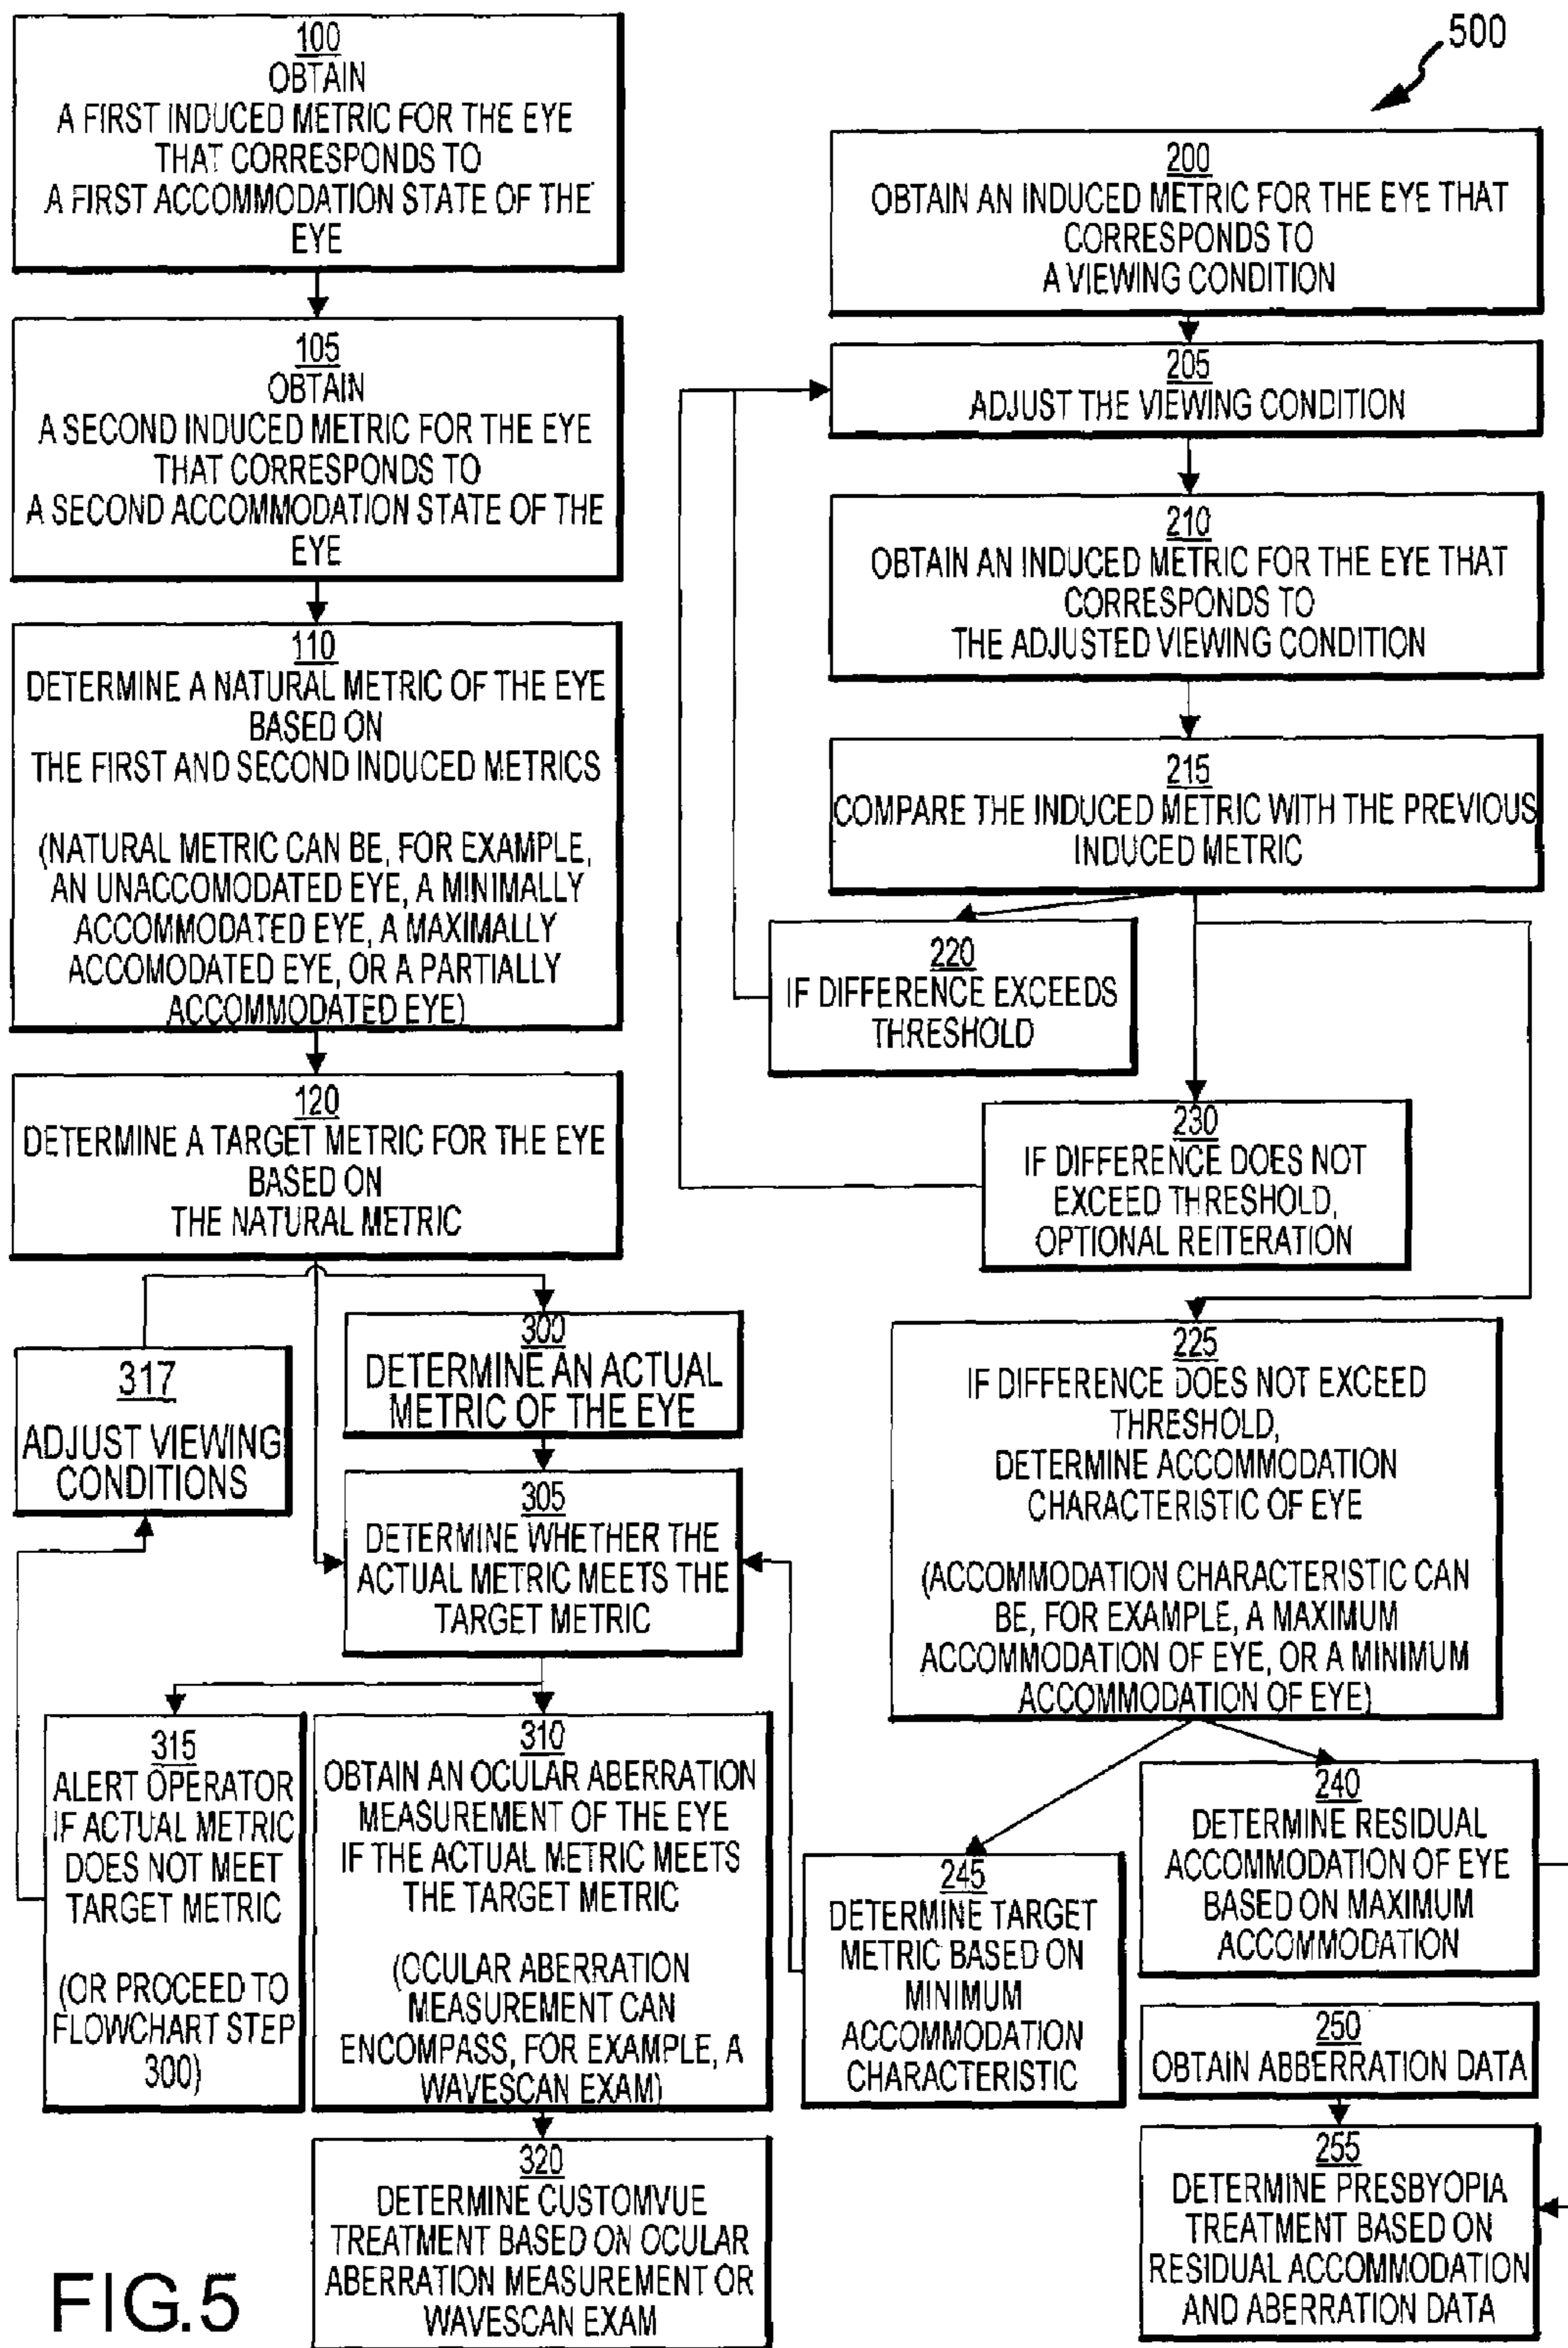 500
100
OBTAIN
A FIRST INDUCED METRIC FOR THE EYE
THAT CORRESPONDS TO
A FIRST ACCOMMODATION STATE OF THE
EYE
105
OBTAIN
A SECOND INDUCED METRIC FOR THE EYE
THAT CORRESPONDS TO
A SECOND ACCOMMODATION STATE OF THE
EYE
110
DETERMINE A NATURAL METRIC OF THE EYE
BASED ON
THE FIRST AND SECOND INDUCED METRICS
(NATURAL METRIC CAN BE, FOR EXAMPLE,
AN UNACCOMODATED EYE, A MINIMALLY
ACCOMMODATED EYE, A MAXIMALLY
ACCOMODATED EYE, OR A PARTIALLY
ACCOMMODATED EYE)
120
DETERMINE A TARGET METRIC FOR THE EYE
BASED ON
THE NATURAL METRIC
200
OBTAIN AN INDUCED METRIC FOR THE EYE THAT
CORRESPONDS TO
A VIEWING CONDITION
205
ADJUST THE VIEWING CONDITION
210
OBTAIN AN INDUCED METRIC FOR THE EYE THAT
CORRESPONDS TO
THE ADJUSTED VIEWING CONDITION
215
COMPARE THE INDUCED METRIC WITH THE PREVIOUS
INDUCED METRIC
220
IF DIFFERENCE EXCEEDS
THRESHOLD
230
IF DIFFERENCE DOES NOT
EXCEED THRESHOLD,
OPTIONAL REITERATION
225
IF DIFFERENCE DOES NOT EXCEED
THRESHOLD,
DETERMINE ACCOMMODATION
CHARACTERISTIC OF EYE
(ACCOMMODATION CHARACTERISTIC CAN
BE, FOR EXAMPLE, A MAXIMUM
ACCOMMODATION OF EYE, OR A MINIMUM
ACCOMMODATION OF EYE)
300
DETERMINE AN ACTUAL
METRIC OF THE EYE
317
ADJUST VIEWING
CONDITIONS
305
DETERMINE WHETHER THE
ACTUAL METRIC MEETS THE
TARGET METRIC
315
ALERT OPERATOR
IF ACTUAL METRIC
DOES NOT MEET
TARGET METRIC
(OR PROCEED TO
FLOWCHART STEP
300)
310
OBTAIN AN OCULAR ABERRATION
MEASUREMENT OF THE EYE
IF THE ACTUAL METRIC MEETS
THE TARGET METRIC
(OCULAR ABERRATION
MEASUREMENT CAN
ENCOMPASS, FOR EXAMPLE, A
WAVESCAN EXAM)
320
DETERMINE CUSTOMVUE
TREATMENT BASED ON OCULAR
ABERRATION MEASUREMENT OR
WAVESCAN EXAM
245
DETERMINE TARGET
METRIC BASED ON
MINIMUM
ACCOMMODATION
CHARACTERISTIC
240
DETERMINE RESIDUAL
ACCOMMODATION OF EYE
BASED ON MAXIMUM
ACCOMMODATION
250
OBTAIN ABBERRATION DATA
255
DETERMINE PRESBYOPIA
TREATMENT BASED ON
RESIDUAL ACCOMMODATION
AND ABERRATION DATA
FIG.5